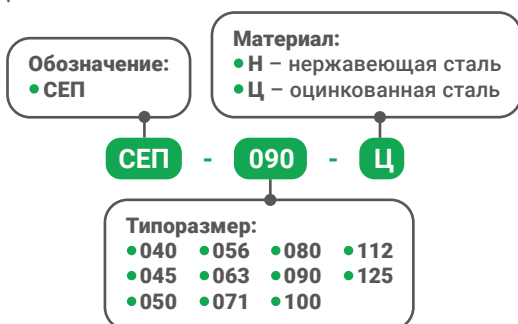 Обозначение:
• СЕП
Материал:
• Н – нержавеющая сталь
• Ц – оцинкованная сталь
СЕП - 090 - Ц
Типоразмер:
• 040 • 056 • 080 • 112
• 045 • 063 • 090 • 125
• 050 • 071 • 100